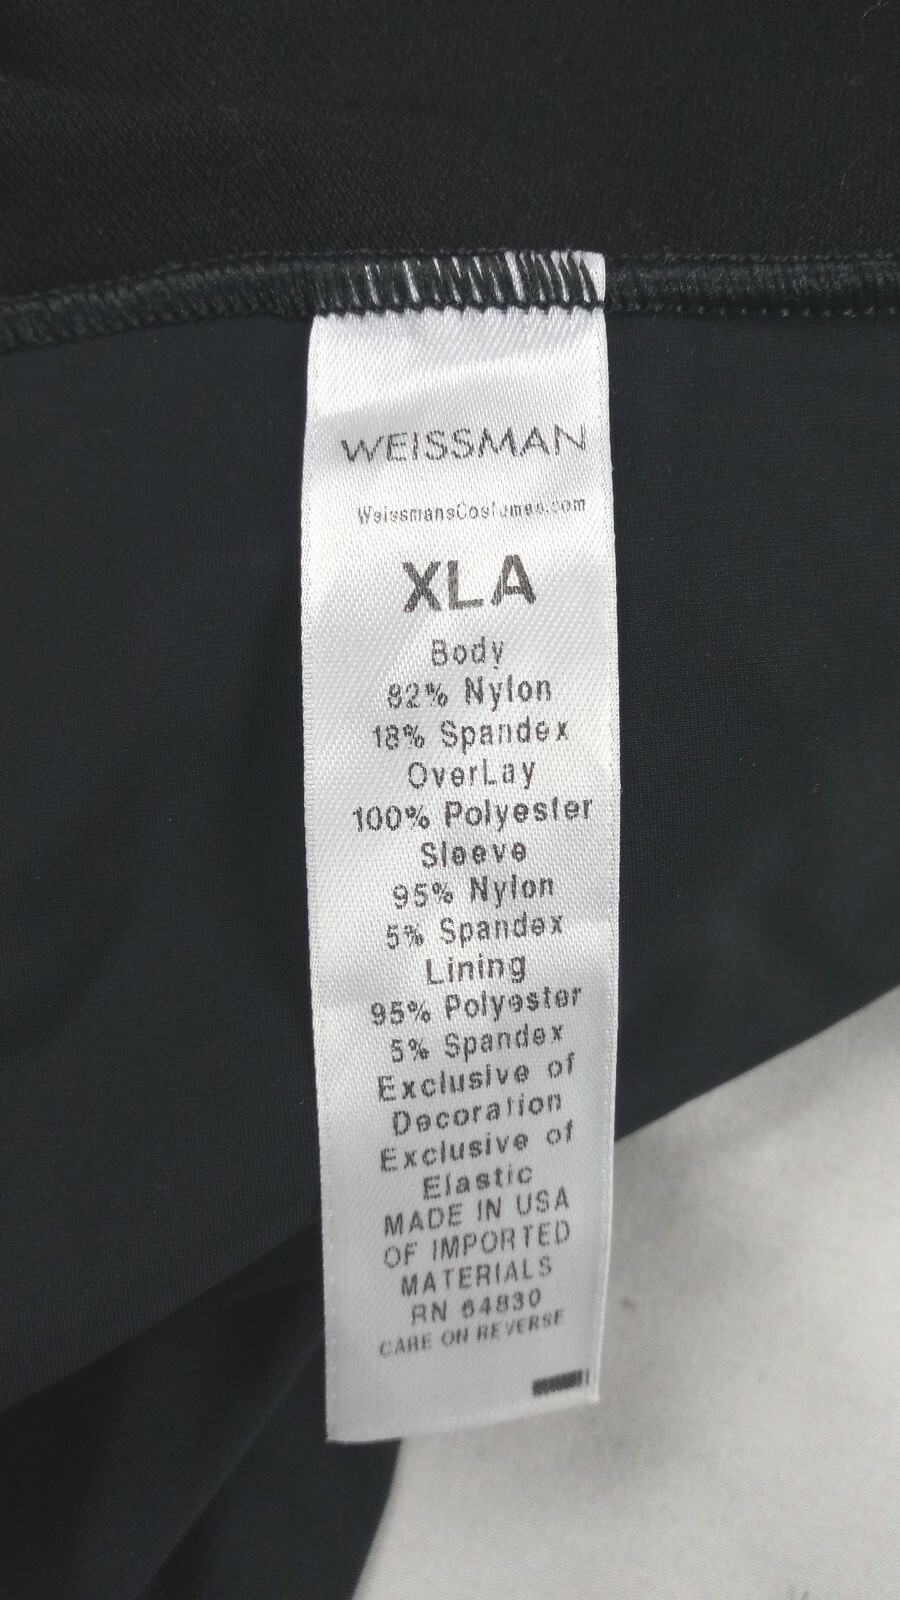 WEISSMAN
WeissmansCostumes.com
XLA
Body
82% Nylon
18% Spandex
OverLay
100% Polyester
Sleeve
95% Nylon
5% Spandex
Lining
95% Polyester
5% Spandex
Exclusive of
Decoration
Exclusive of
Elastic
MADE IN USA
OF IMPORTED
MATERIALS
RN 64830
CARE ON REVERSE